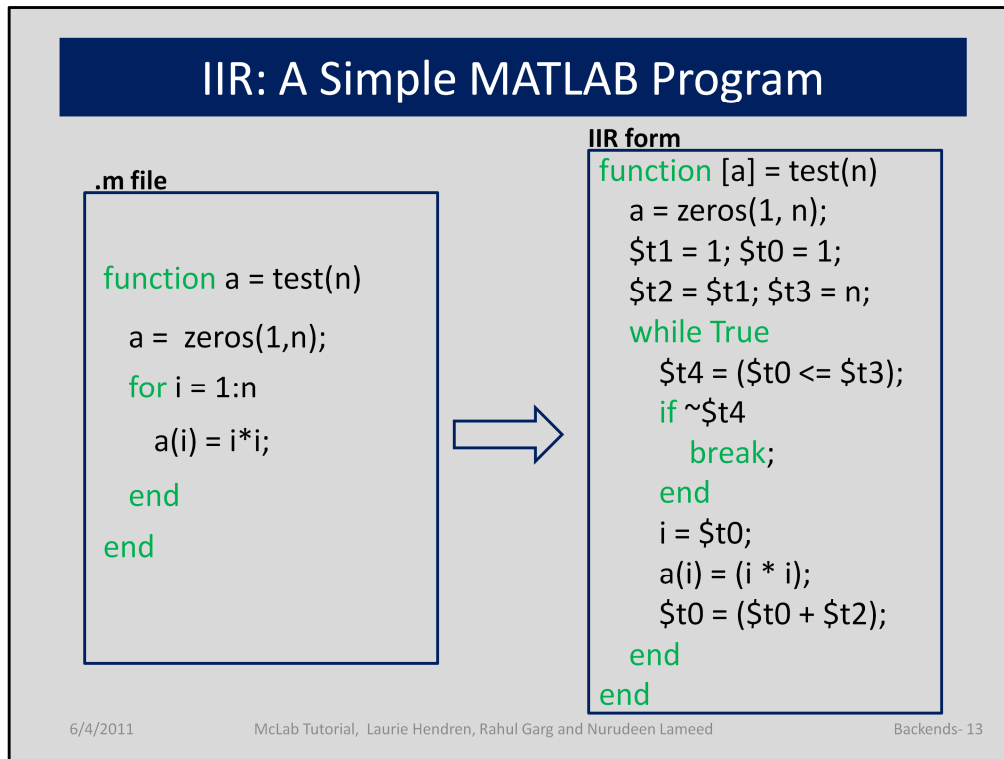 IIR: A Simple MATLAB Program
.m file
function a = test(n)
a = zeros(1,n);
for i = 1:n
a(i) = i*i;
end
end
IIR form
function [a] = test(n)
a = zeros(1, n);
$t1 = 1; $t0 = 1;
$t2 = $t1; $t3 = n;
while True
$t4 = ($t0 <= $t3);
if ~$t4
break;
end
i = $t0;
a(i) = (i * i);
$t0 = ($t0 + $t2);
end
end
6/4/2011
McLab Tutorial, Laurie Hendren, Rahul Garg and Nurudeen Lameed
Backends- 13